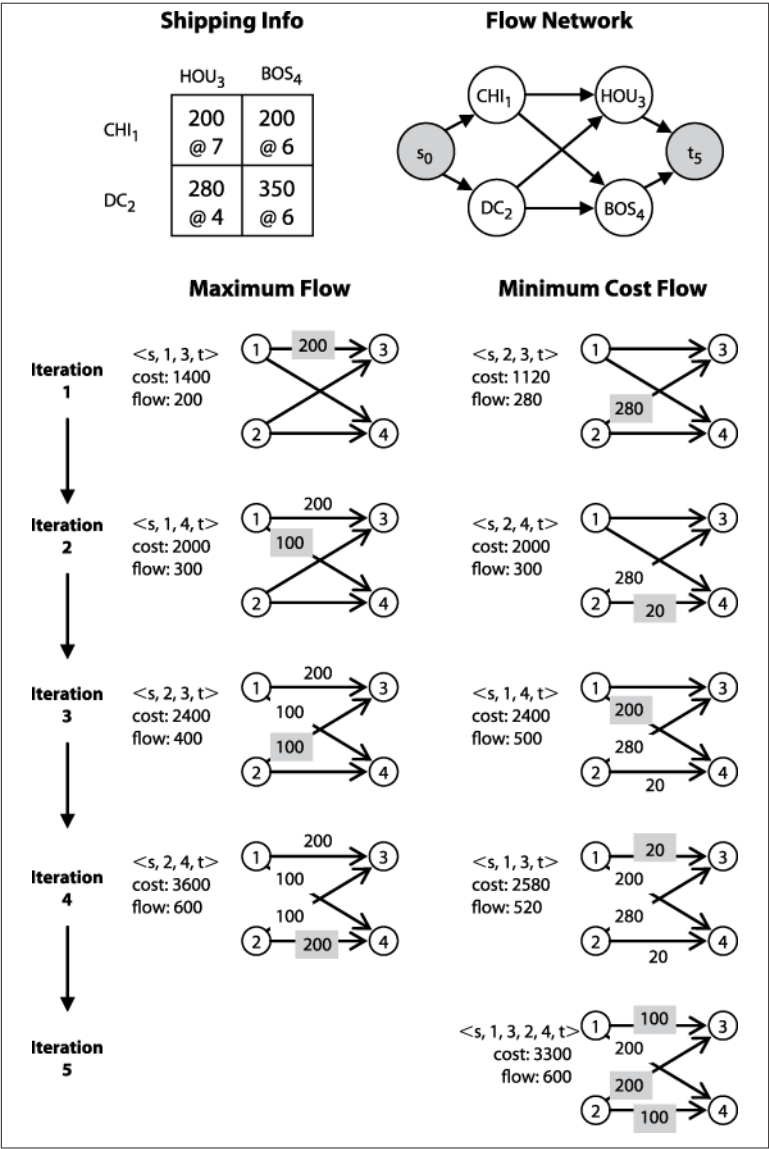 Shipping Info
Flow Network
HOU3 BOS4
CHI1
200 200
@ 7 @ 6
DC2
280 350
@ 4 @ 6
s0
CHI1
HOU3
DC2
BOS4
t5
Maximum Flow
Minimum Cost Flow
Iteration
1
<s, 1, 3, t>
cost: 1400
flow: 200
1 200 3
2 4
<s, 2, 3, t>
cost: 1120
flow: 280
1 3
280
2 4
Iteration
2
<s, 1, 4, t>
cost: 2000
flow: 300
200
1 3
100
2 4
<s, 2, 4, t>
cost: 2000
flow: 300
1 3
280
2 20 4
Iteration
3
<s, 2, 3, t>
cost: 2400
flow: 400
200
1 3
100
100
2 4
<s, 1, 4, t>
cost: 2400
flow: 500
1 3
200
280
2 4
20
Iteration
4
<s, 2, 4, t>
cost: 3600
flow: 600
200
1 3
100
100
2 200 4
<s, 1, 3, t>
cost: 2580
flow: 520
1 20 3
200
280
2 4
20
Iteration
5
<s, 1, 3, 2, 4, t>
cost: 3300
flow: 600
1 100 3
200
200
2 100 4